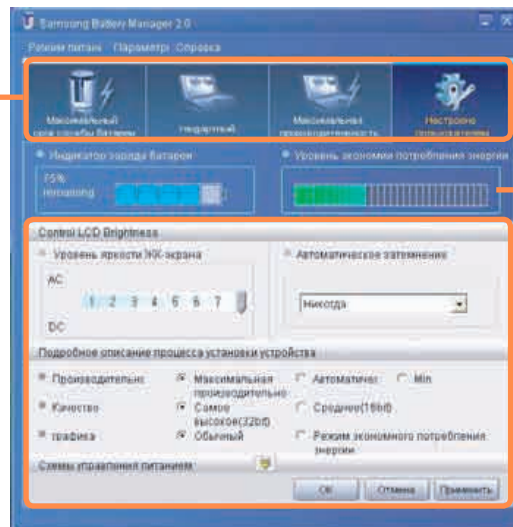 Samsung Battery Manager 2.0
Режим питани Параметрі Справка
Максимальный
срок службы батареи
тандартный
Максимальная
производительность
Настроено
пользователем
Индикатор заряда батареи
Уровень экономии потребления энергии
75%
remaining
Control LCD Brightness
Уровень яркости ЖК-экрана
Автоматическое затемнение
AC
1 2 3 4 5 6 7
Никогда
DC
Подробное описание процесса установки устройства
Производительнс
Максимальная
производительно
Автоматичес
Min
Качество
Самое
высокое(32bit)
Среднее(16bit)
графика
Обычный
Режим экономного потребления
энергии
Схемы управления питанием
OK
Отмена
Применить